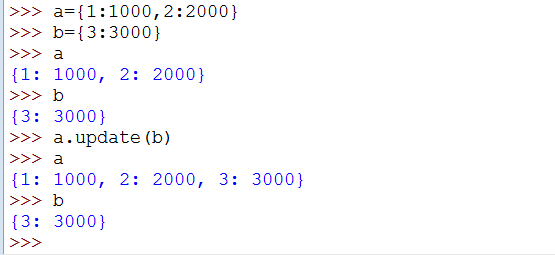 >>> a={1:1000,2:2000}
>>> b={3:3000}
>>> a
{1: 1000, 2: 2000}
>>> b
{3: 3000}
>>> a.update(b)
>>> a
{1: 1000, 2: 2000, 3: 3000}
>>> b
{3: 3000}
>>>